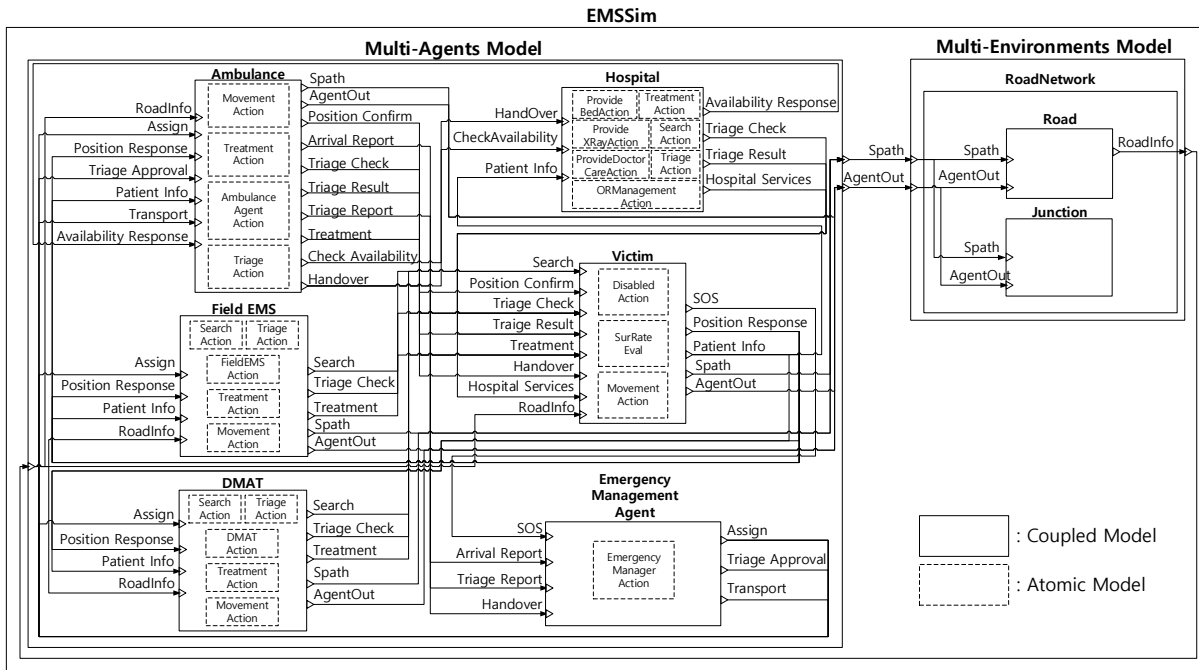 EMSSim
Multi-Agents Model
Multi-Environments Model
Ambulance
RoadInfo
Assign
Position Response
Triage Approval
Patient Info
Transport
Availability Response
Movement
Action
Treatment
Action
Ambulance
Agent
Action
Triage
Action
Spath
AgentOut
Position Confirm
Arrival Report
Triage Check
Triage Result
Triage Report
Treatment
Check Availability
Handover
Hospital
HandOver
CheckAvailability
Patient Info
Provide
BedAction
Treatment
Action
Provide
XRayAction
Search
Action
ProvideDoctor
CareAction
Triage
Action
ORManagement
Action
Availability Response
Triage Check
Triage Result
Hospital Services
Field EMS
Assign
Position Response
Patient Info
RoadInfo
Search
Action
Triage
Action
FieldEMS
Action
Treatment
Action
Movement
Action
Search
Triage Check
Treatment
Spath
AgentOut
Victim
Search
Position Confirm
Triage Check
Traige Result
Treatment
Handover
Hospital Services
RoadInfo
Disabled
Action
SurRate
Eval
Movement
Action
SOS
Position Response
Patient Info
Spath
AgentOut
DMAT
Assign
Position Response
Patient Info
RoadInfo
Search
Action
Triage
Action
DMAT
Action
Treatment
Action
Movement
Action
Search
Triage Check
Treatment
Spath
AgentOut
Emergency
Management
Agent
SOS
Arrival Report
Triage Report
Handover
Emergency
Manager
Action
Assign
Triage Approval
Transport
Spath
AgentOut
RoadNetwork
Road
Spath
AgentOut
RoadInfo
Junction
Spath
AgentOut
: Coupled Model
: Atomic Model